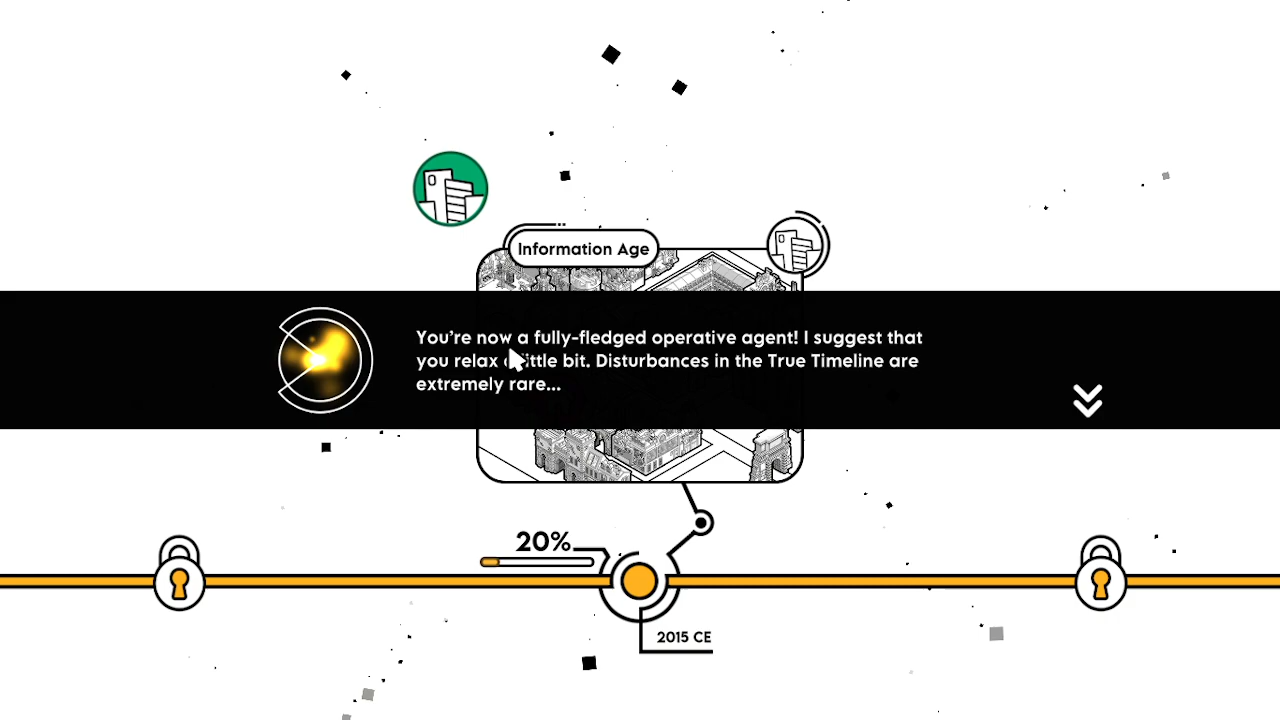 Information Age
You're now a fully-fledged operative agent! I suggest that
you relax a little bit. Disturbances in the True Timeline are
extremely rare...
20%
2015 CE